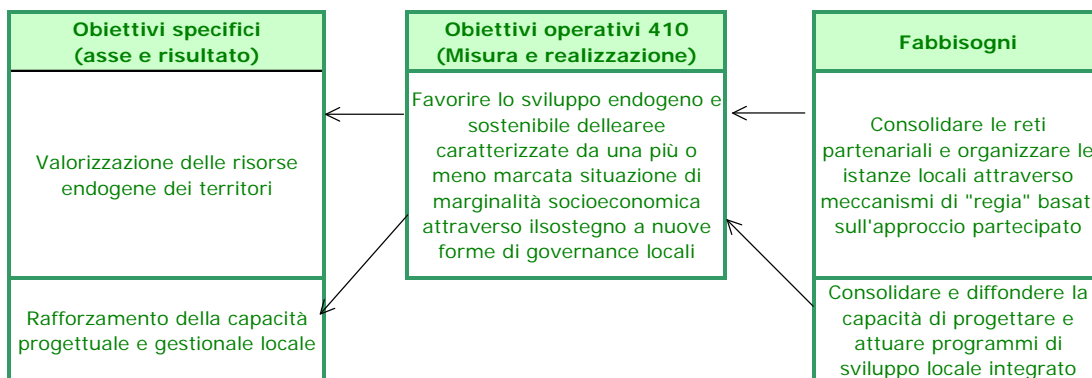 Obiettivi specifici
(asse e risultato)
Valorizzazione delle risorse
endogene dei territori
Rafforzamento della capacità
progettuale e gestionale locale
Obiettivi operativi 410
(Misura e realizzazione)
Favorire lo sviluppo endogeno e
sostenibile dellearee
caratterizzate da una più o
meno marcata situazione di
marginalità socioeconomica
attraverso ilsostegno a nuove
forme di governance locali
Fabbisogni
Consolidare le reti
partenariali e organizzare le
istanze locali attraverso
meccanismi di "regia" basat
sull'approccio partecipato
Consolidare e diffondere la
capacità di progettare e
attuare programmi di
sviluppo locale integrato